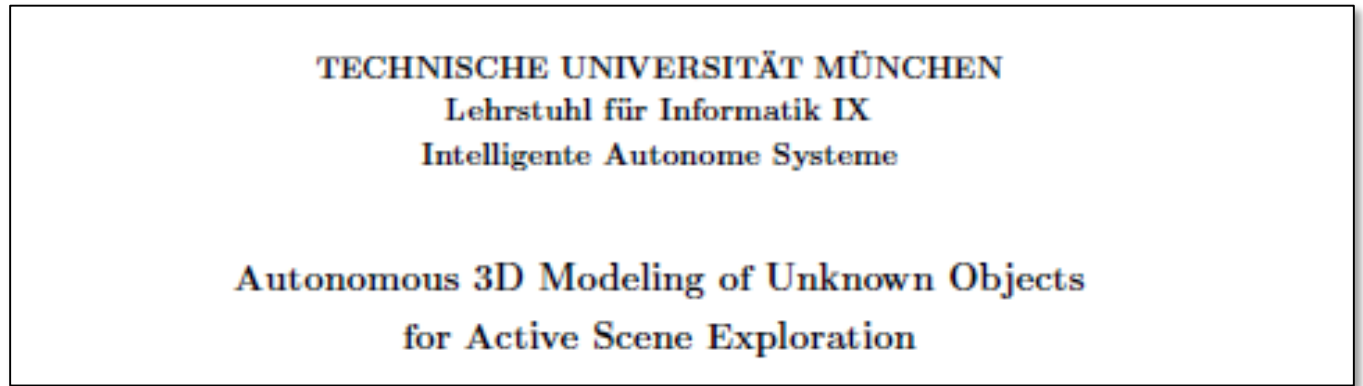 TECHNISCHE UNIVERSITÄT MÜNCHEN
Lehrstuhl für Informatik IX
Intelligente Autonome Systeme
Autonomous 3D Modeling of Unknown Objects
for Active Scene Exploration